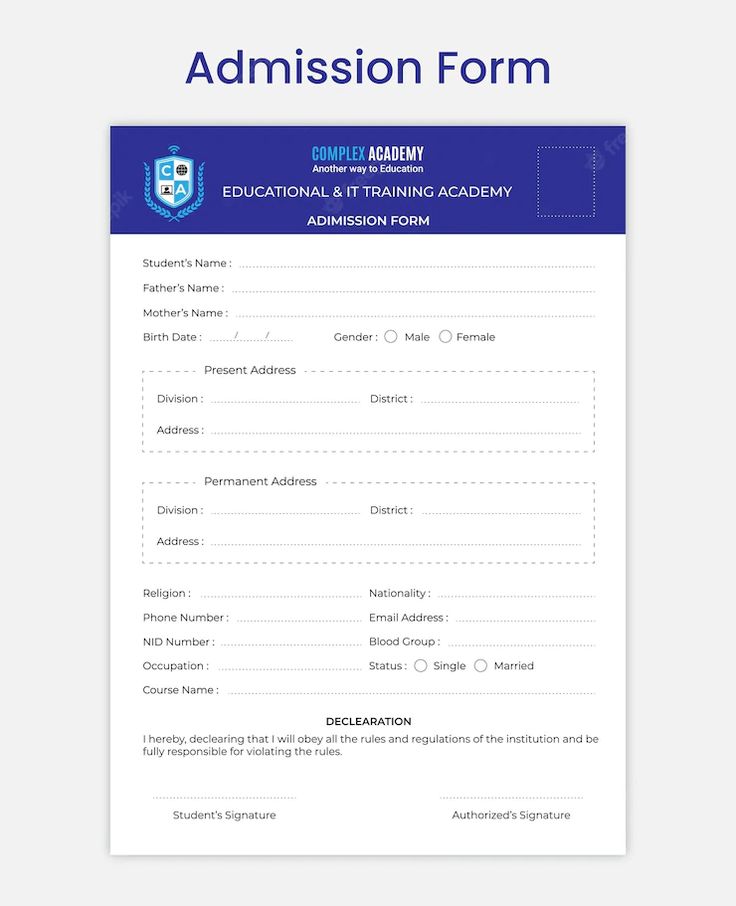 Admission Form
C
A
COMPLEX ACADEMY
Another way to Education
EDUCATIONAL & IT TRAINING ACADEMY
ADIMISSION FORM
Student's Name :
Father's Name :
Mother's Name :
Birth Date : / / Gender : Male Female
Present Address
Division : District :
Address :
Permanent Address
Division : District :
Address :
Religion : Nationality :
Phone Number : Email Address :
NID Number : Blood Group :
Occupation : Status : Single Married
Course Name :
DECLEARATION
I hereby, declearing that I will obey all the rules and regulations of the institution and be
fully responsible for violating the rules.
Student's Signature Authorized's Signature